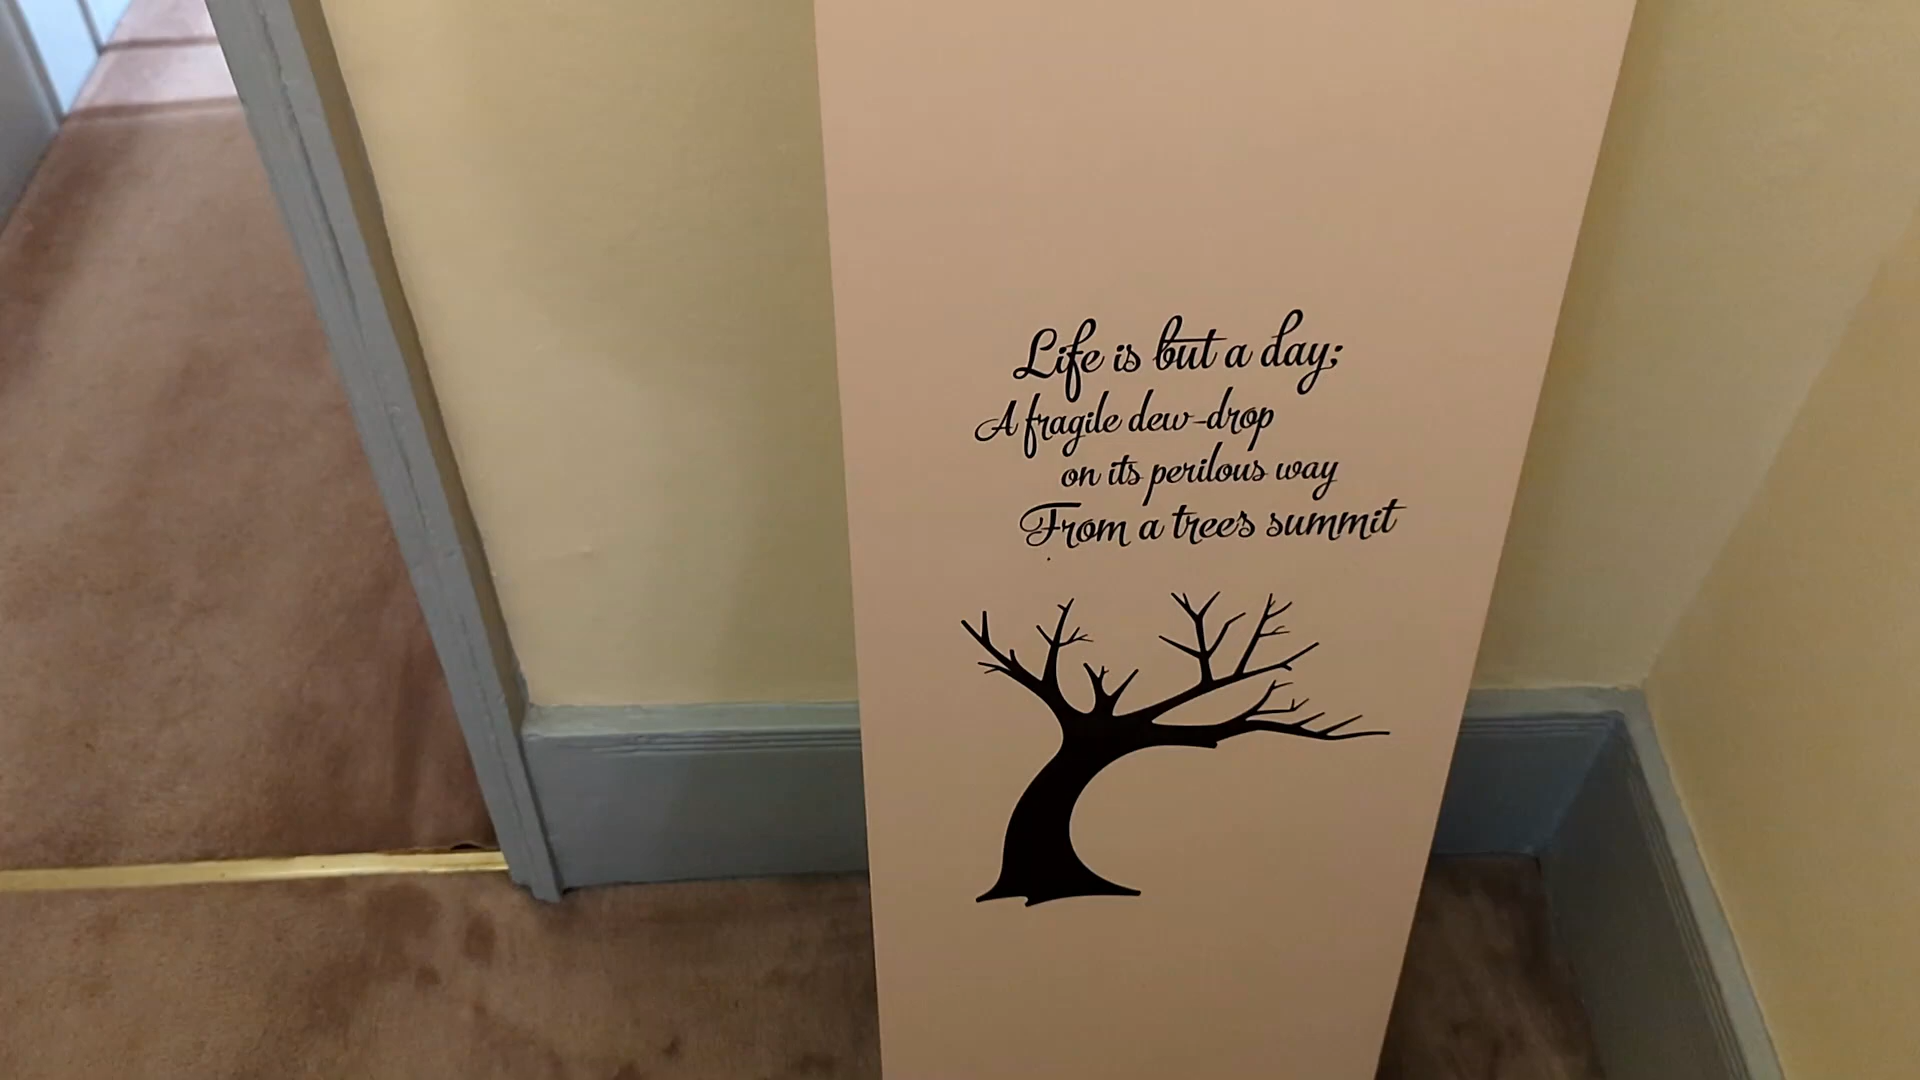 Life is but a day;
A fragile dew-drop
on its perilous way
From a trees summit